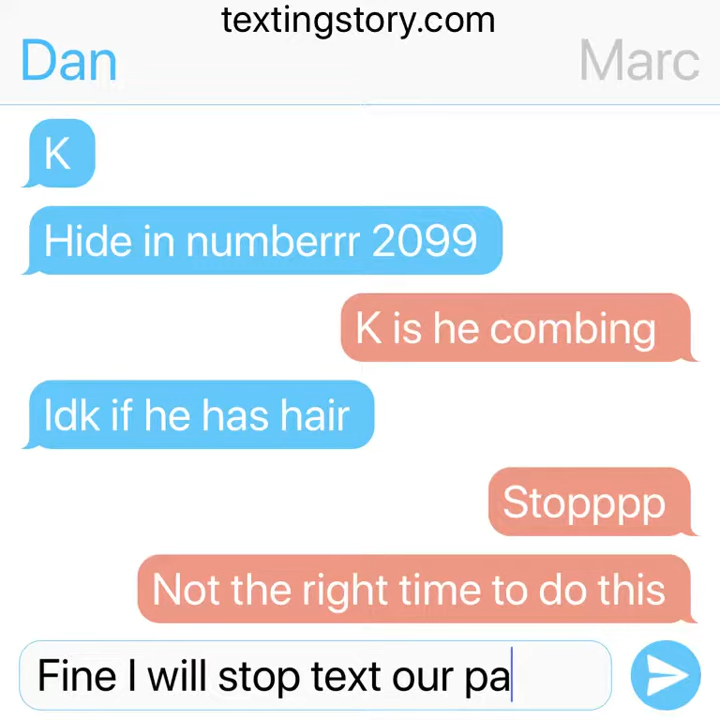 textingstory.com
Dan
Marc
K
Hide in numberrr 2099
K is he combing
Idk if he has hair
Stopppp
Not the right time to do this
Fine I will stop text our pa